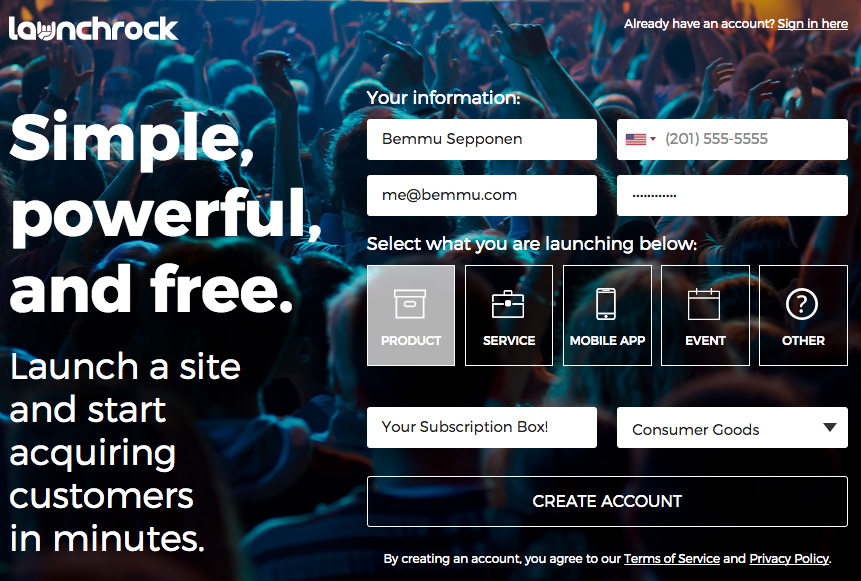 launchrock
Already have an account? Sign in here
Simple,
powerful,
and free.
Launch a site
and start
acquiring
customers
in minutes.
Your information:
Bemmu Sepponen
(201) 555-5555
me@bemmu.com
············
Select what you are launching below:
PRODUCT
SERVICE
MOBILE APP
EVENT
?
OTHER
Your Subscription Box!
Consumer Goods
CREATE ACCOUNT
By creating an account, you agree to our Terms of Service and Privacy Policy.